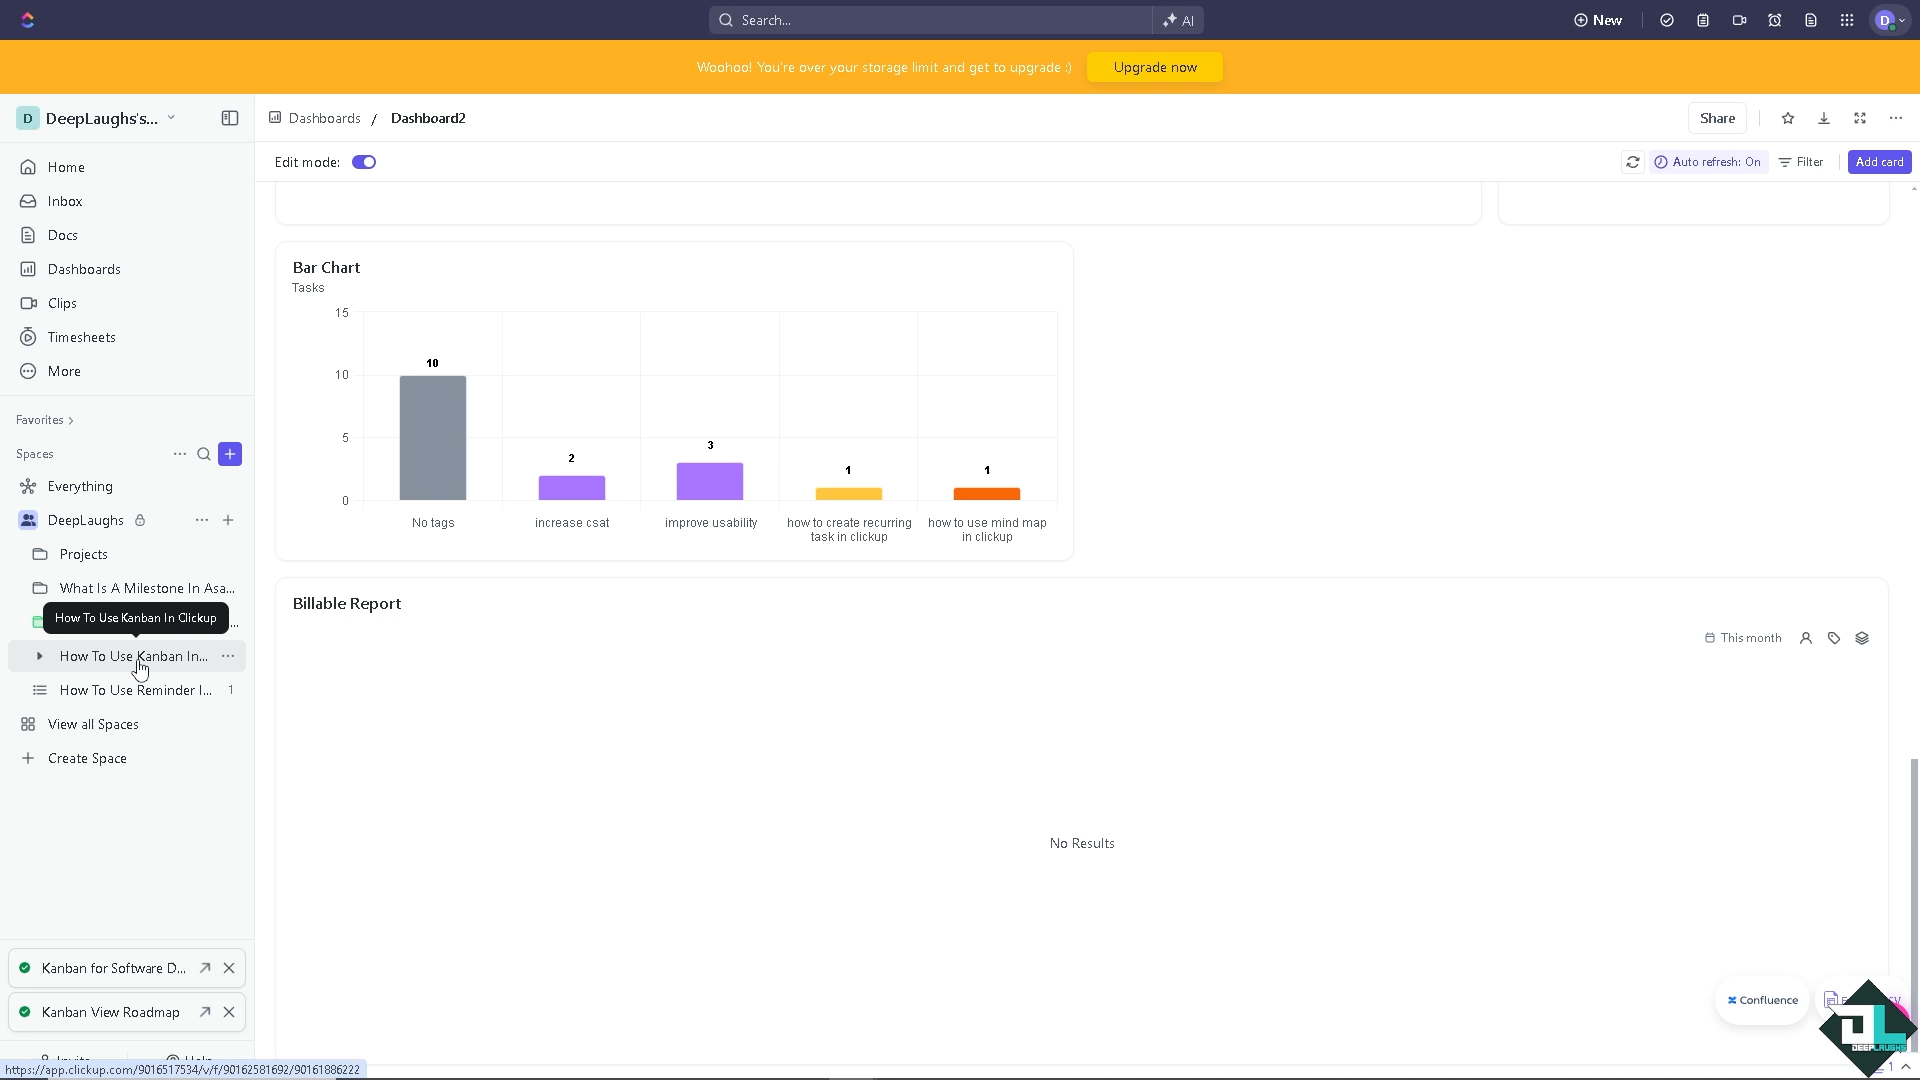 Search...
AI
New
D
Woohoo! You're over your storage limit and get to upgrade :)
Upgrade now
D DeepLaughs's...
Dashboards / Dashboard2
Share
Edit mode:
Auto refresh: On
Filter
Add card
Home
Inbox
Docs
Dashboards
Clips
Timesheets
More
Favorites
Spaces
Everything
DeepLaughs
Projects
What Is A Milestone In Asa...
How To Use Kanban In Clickup
How To Use Kanban In...
How To Use Reminder I...
1
View all Spaces
Create Space
Kanban for Software D...
Kanban View Roadmap
Help
https://app.clickup.com/9016517534/v/f/90162581692/90161886222
Bar Chart
Tasks
15
10
5
0
10
2
3
1
1
No tags
increase csat
improve usability
how to create recurring
task in clickup
how to use mind map
in clickup
Billable Report
This month
No Results
Confluence
DEEPLAUGHS
1